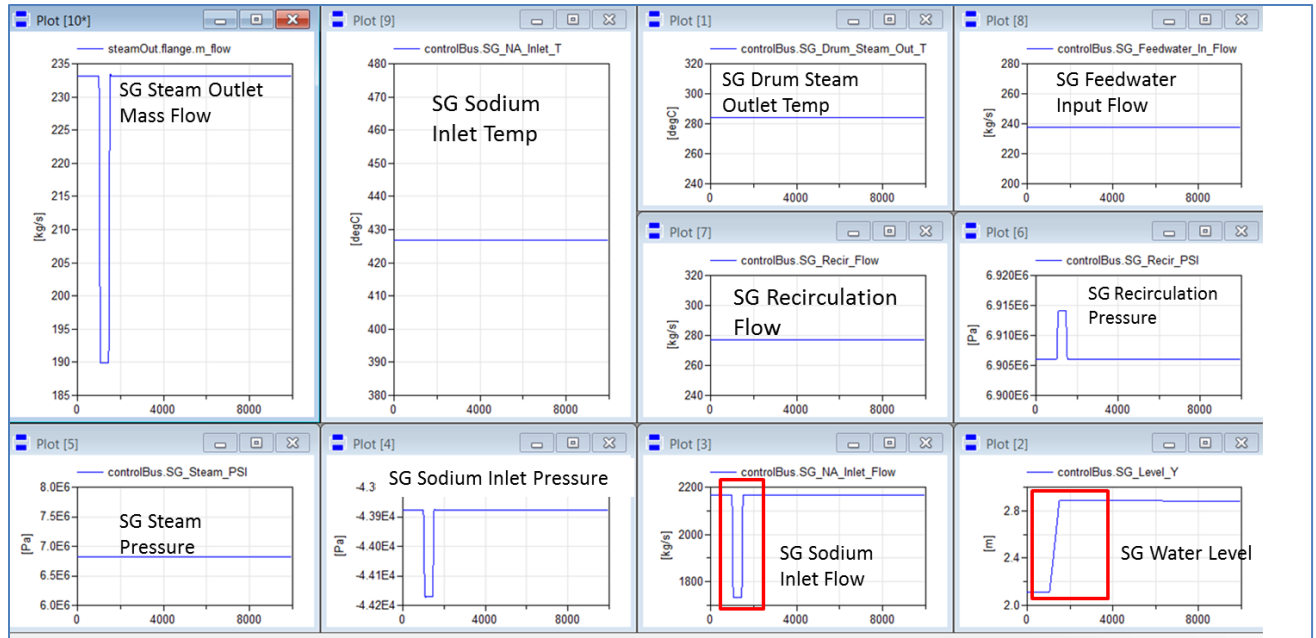 Plot [10*]
steamOut.flange.m_flow
235
230
225
220
215
210
205
200
195
190
185
[kg/s]
0 4000 8000
SG Steam Outlet
Mass Flow
Plot [9]
controlBus.SG_NA_Inlet_T
480
470
460
450
440
430
420
410
400
390
380
[degC]
0 4000 8000
SG Sodium
Inlet Temp
Plot [1]
controlBus.SG_Drum_Steam_Out_T
320
300
280
260
240
[degC]
0 4000 8000
SG Drum Steam
Outlet Temp
Plot [8]
controlBus.SG_Feedwater_In_Flow
280
260
240
220
200
[kg/s]
0 4000 8000
SG Feedwater
Input Flow
Plot [7]
controlBus.SG_Recir_Flow
320
300
280
260
240
[kg/s]
0 4000 8000
SG Recirculation
Flow
Plot [6]
controlBus.SG_Recir_PSI
6.920E6
6.915E6
6.910E6
6.905E6
6.900E6
[Pa]
0 4000 8000
SG Recirculation
Pressure
Plot [5]
controlBus.SG_Steam_PSI
8.0E6
7.5E6
7.0E6
6.5E6
6.0E6
[Pa]
0 4000 8000
SG Steam
Pressure
Plot [4]
SG Sodium Inlet Pressure
-4.3
-4.39E4
-4.40E4
-4.41E4
-4.42E4
[Pa]
0 4000 8000
Plot [3]
controlBus.SG_NA_Inlet_Flow
2200
2000
1800
[kg/s]
0 4000 8000
SG Sodium
Inlet Flow
Plot [2]
controlBus.SG_Level_Y
2.8
2.4
2.0
[m]
0 4000 8000
SG Water Level